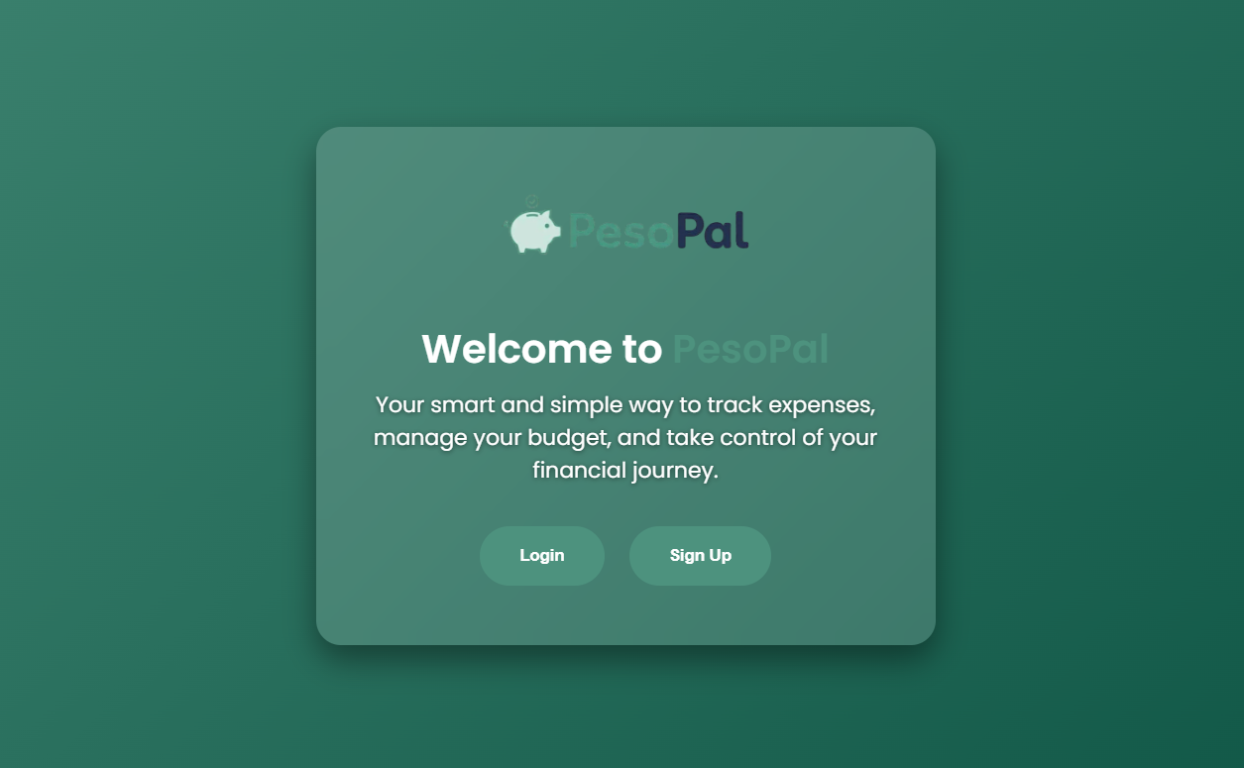 PesoPal
Welcome to PesoPal
Your smart and simple way to track expenses,
manage your budget, and take control of your
financial journey.
Login
Sign Up